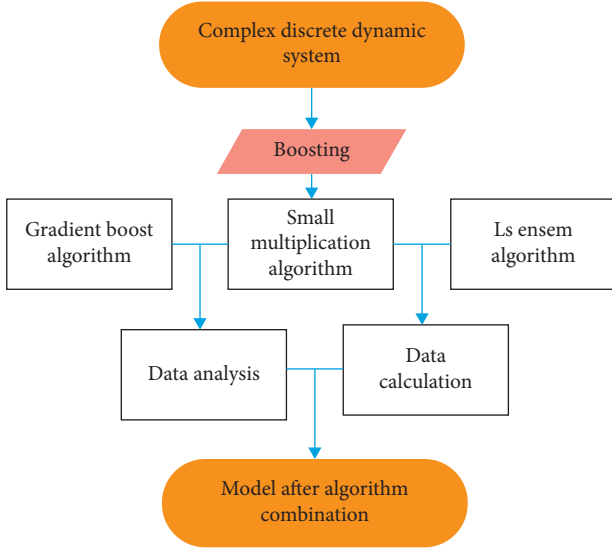 Complex discrete dynamic
system
Boosting
Gradient boost
algorithm
Small
multiplication
algorithm
Ls ensem
algorithm
Data analysis
Data
calculation
Model after algorithm
combination